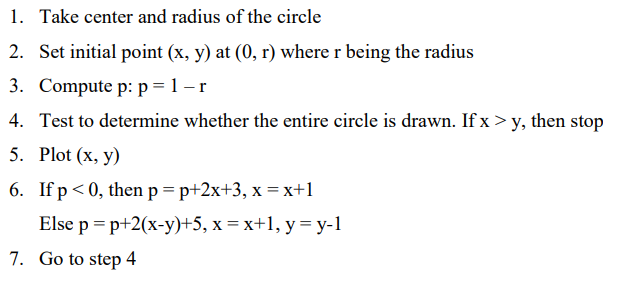 1. Take center and radius of the circle
2. Set initial point (x, y) at (0, r) where r being the radius
3. Compute p: p = 1 – r
4. Test to determine whether the entire circle is drawn. If x > y, then stop
5. Plot (x, y)
6. If p < 0, then p = p+2x+3, x = x+1
Else p = p+2(x-y)+5, x = x+1, y = y-1
7. Go to step 4